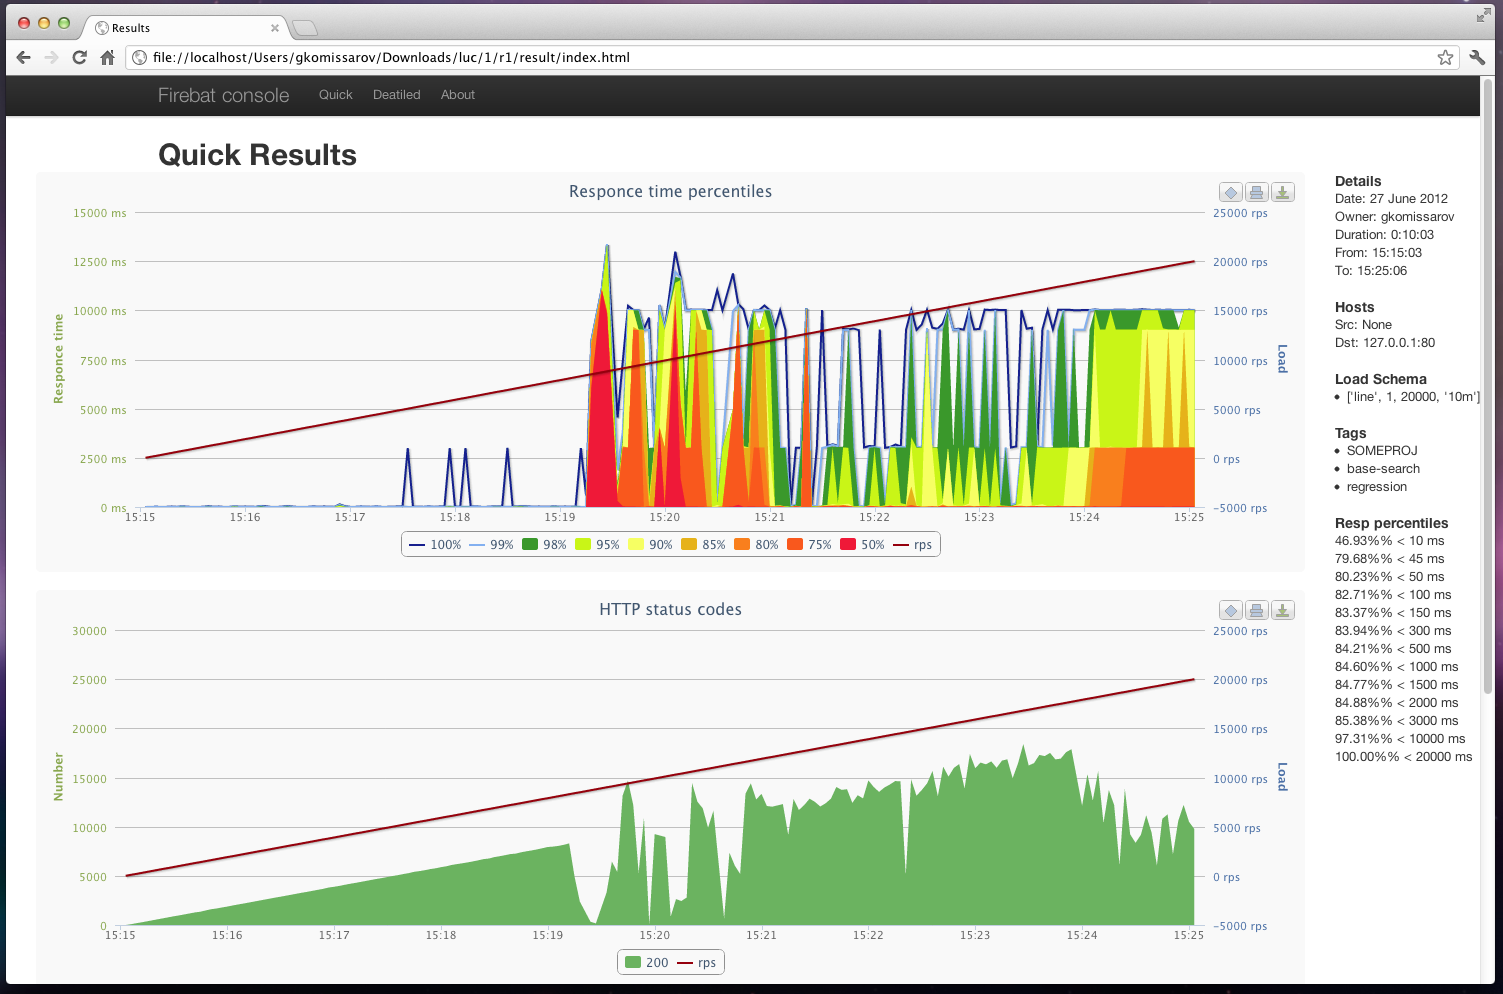 Results
file://localhost/Users/gkomissarov/Downloads/luc/1/r1/result/index.html
Firebat console Quick Deatiled About
Quick Results
Responce time percentiles
15000 ms
12500 ms
10000 ms
7500 ms
5000 ms
2500 ms
0 ms
Responce time
25000 rps
20000 rps
15000 rps
10000 rps
5000 rps
0 rps
-5000 rps
Load
15:15 15:16 15:17 15:18 15:19 15:20 15:21 15:22 15:23 15:24 15:25
100% 99% 98% 95% 90% 85% 80% 75% 50% rps
HTTP status codes
30000
25000
20000
15000
10000
5000
0
Number
25000 rps
20000 rps
15000 rps
10000 rps
5000 rps
0 rps
-5000 rps
Load
15:15 15:16 15:17 15:18 15:19 15:20 15:21 15:22 15:23 15:24 15:25
200 rps
Details
Date: 27 June 2012
Owner: gkomissarov
Duration: 0:10:03
From: 15:15:03
To: 15:25:06
Hosts
Src: None
Dst: 127.0.0.1:80
Load Schema
• ['line', 1, 20000, '10m']
Tags
• SOMEPROJ
• base-search
• regression
Resp percentiles
46.93%% < 10 ms
79.68%% < 45 ms
80.23%% < 50 ms
82.71%% < 100 ms
83.37%% < 150 ms
83.94%% < 300 ms
84.21%% < 500 ms
84.60%% < 1000 ms
84.77%% < 1500 ms
84.88%% < 2000 ms
85.38%% < 3000 ms
97.31%% < 10000 ms
100.00%% < 20000 ms